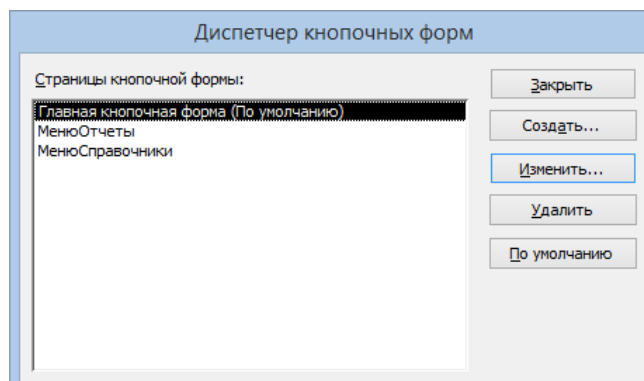 Диспетчер кнопочных форм
Страницы кнопочной формы:
Главная кнопочная форма (По умолчанию)
МенюОтчеты
МенюСправочники
Закрыть
Создать...
Изменить...
Удалить
По умолчанию